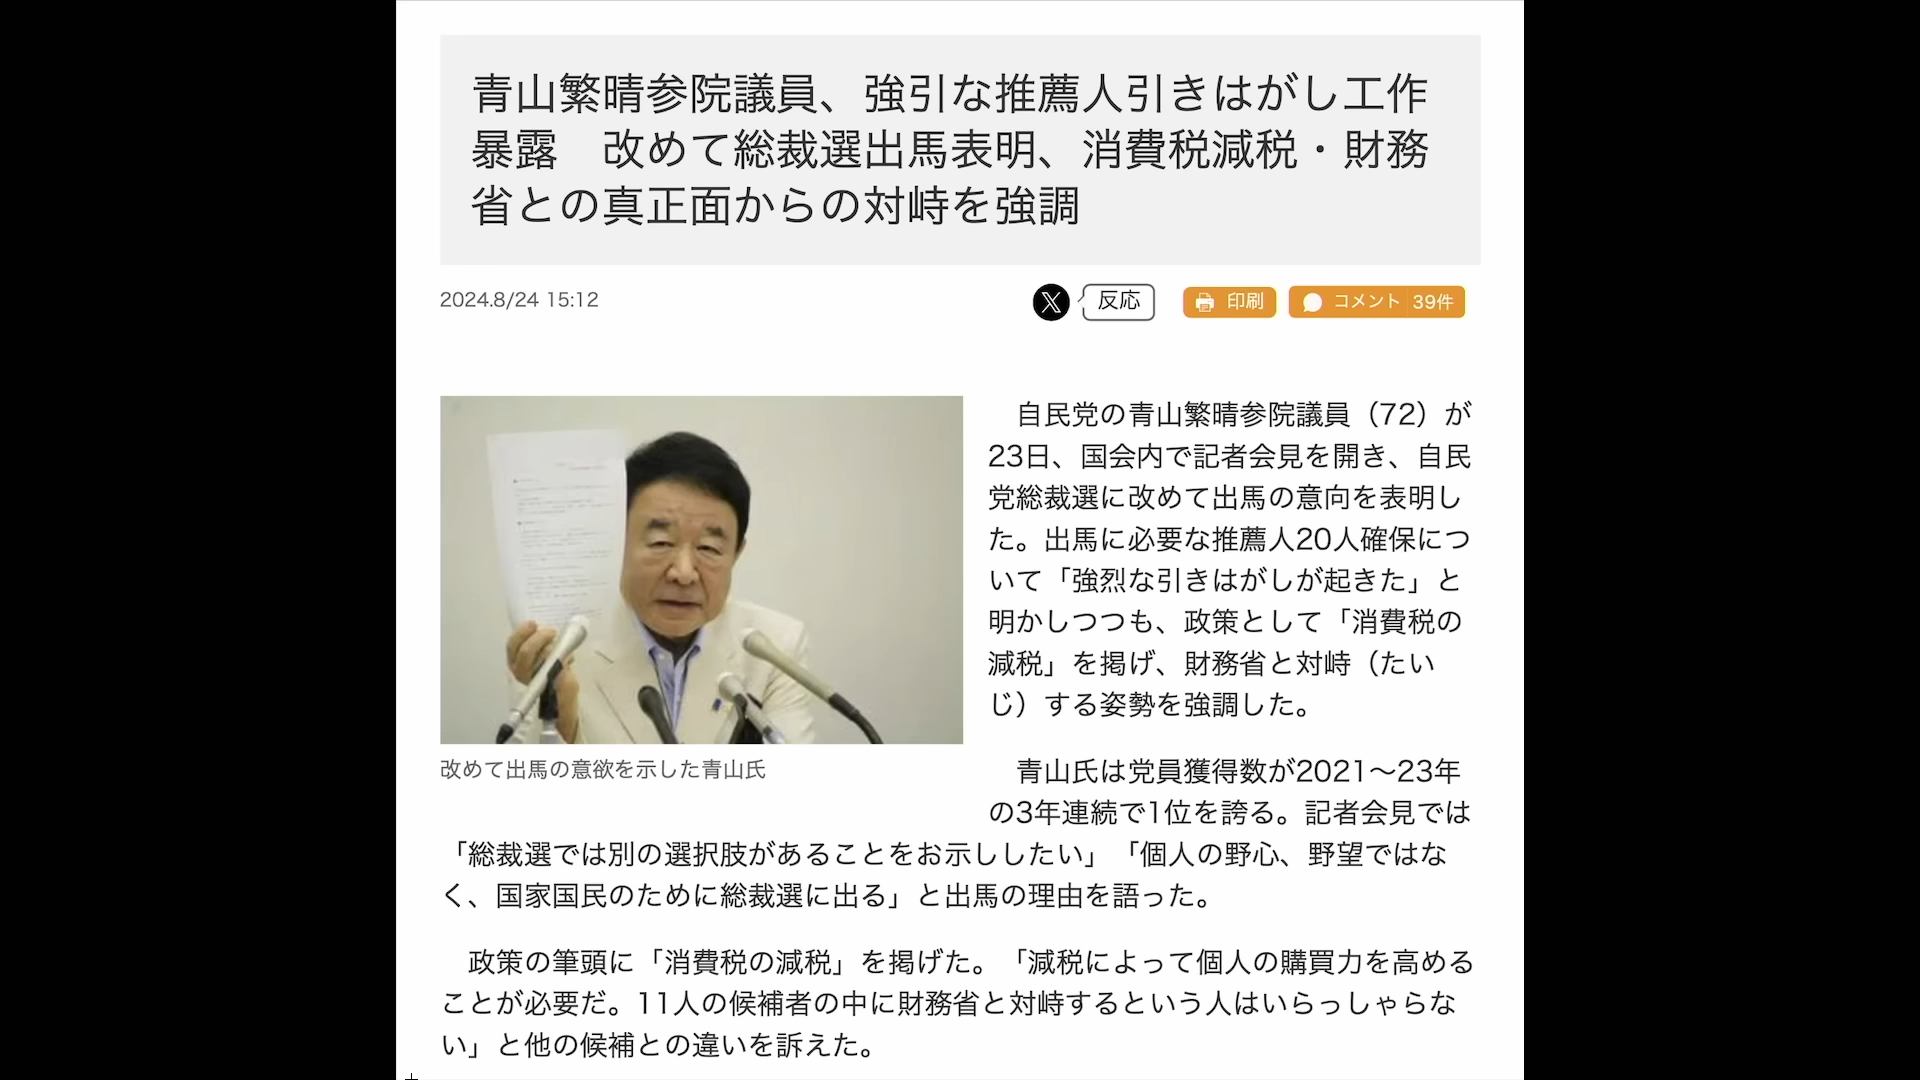 青山繁晴参院議員、強引な推薦人引きはがし工作
暴露　改めて総裁選出馬表明、消費税減税・財務
省との真正面からの対峙を強調
2024.8/24 15:12
反応
印刷
コメント 39件
自民党の青山繁晴参院議員（72）が
23日、国会内で記者会見を開き、自民
党総裁選に改めて出馬の意向を表明し
た。出馬に必要な推薦人20人確保につ
いて「強烈な引きはがしが起きた」と
明かしつつも、政策として「消費税の
減税」を掲げ、財務省と対峙（たい
じ）する姿勢を強調した。
改めて出馬の意欲を示した青山氏
青山氏は党員獲得数が2021〜23年
の3年連続で1位を誇る。記者会見では
「総裁選では別の選択肢があることをお示ししたい」「個人の野心、野望ではな
く、国家国民のために総裁選に出る」と出馬の理由を語った。
政策の筆頭に「消費税の減税」を掲げた。「減税によって個人の購買力を高める
ことが必要だ。11人の候補者の中に財務省と対峙するという人はいらっしゃらな
い」と他の候補との違いを訴えた。